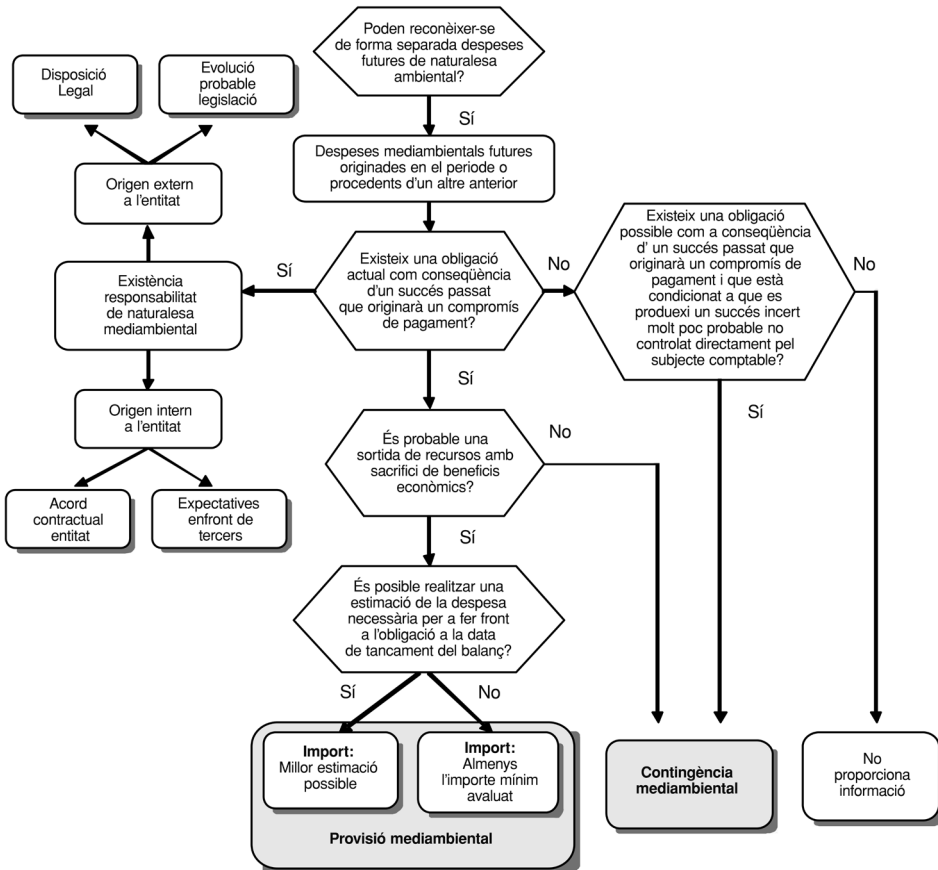 Poden reconèixer-se
de forma separada despeses
futures de naturalesa
ambiental?
Disposició
Legal
Evolució
probable
legislació
Sí
Despeses mediambientals futures
originades en el periode o
procedents d'un altre anterior
Origen extern
a l'entitat
Existeix una obligació
possible com a conseqüència
d' un succés passat que
originarà un compromís de
pagament i que està
condicionat a que es
produexi un succés incert
molt poc probable no
controlat directament pel
subjecte comptable?
Existeix una obligació
actual com conseqüència
d'un succés passat
que originarà un compromís
de pagament?
Sí
No
No
Existència
responsabilitat
de naturalesa
mediambiental
Sí
Sí
Origen intern
a l'entitat
És probable una
sortida de recursos amb
sacrifici de beneficis
econòmics?
No
Acord
contractual
entitat
Expectatives
enfront de
tercers
Sí
És posible realitzar una
estimació de la despesa
necessària per a fer front
a l'obligació a la data
de tancament del balanç?
Sí
No
Import:
Millor estimació
possible
Import:
Almenys
l'importe mínim
avaluat
Provisió mediambiental
Contingència
mediambiental
No
proporciona
informació